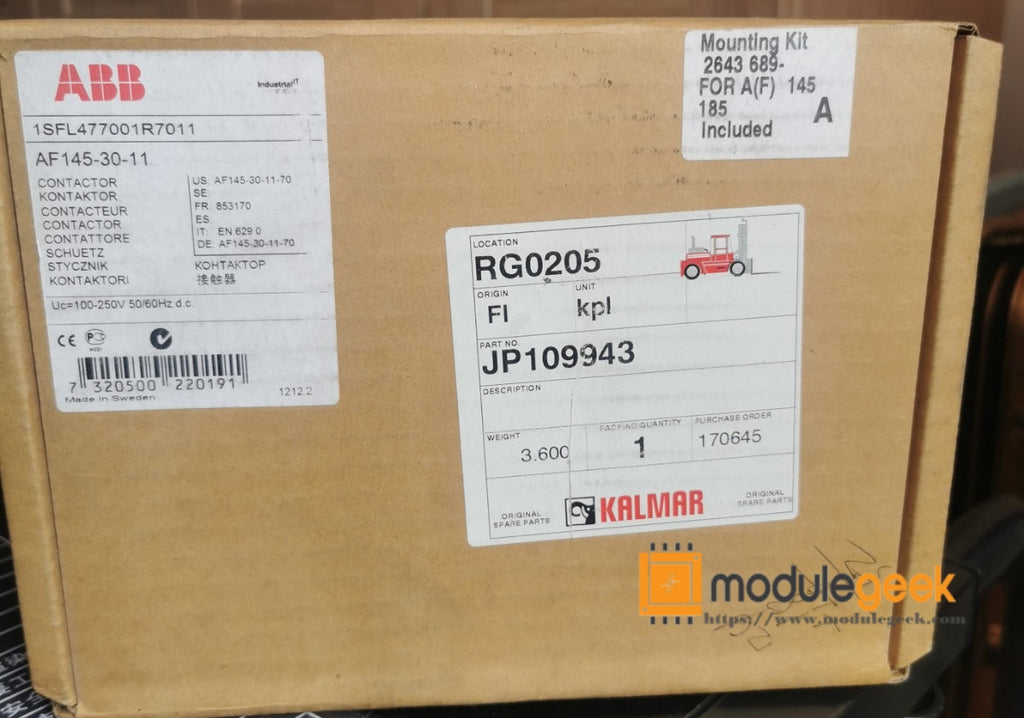 ABB
Industrial IT
1SFL477001R7011
AF145-30-11
CONTACTOR
KONTAKTOR
CONTACTEUR
CONTACTOR
CONTATTORE
SCHUETZ
STYCZNIK
KONTAKTORI
US: AF145-30-11-70
SE:
FR: 853170
ES:
IT: EN 629 0
DE: AF145-30-11-70
КОНТАКТОР
接触器
Uc=100-250V 50/60Hz d.c.
CE
7 320500 220191
Made in Sweden
1212.2
Mounting Kit
2643 689-
FOR A(F) 145
185 A
Included
LOCATION
RG0205
ORIGIN
FI
UNIT
kpl
PART NO.
JP109943
DESCRIPTION
WEIGHT
3.600
PACKING QUANTITY
1
PURCHASE ORDER
170645
ORIGINAL
SPARE PARTS
KALMAR
ORIGINAL
SPARE PARTS
modulegeek
https://www.modulegeek.com